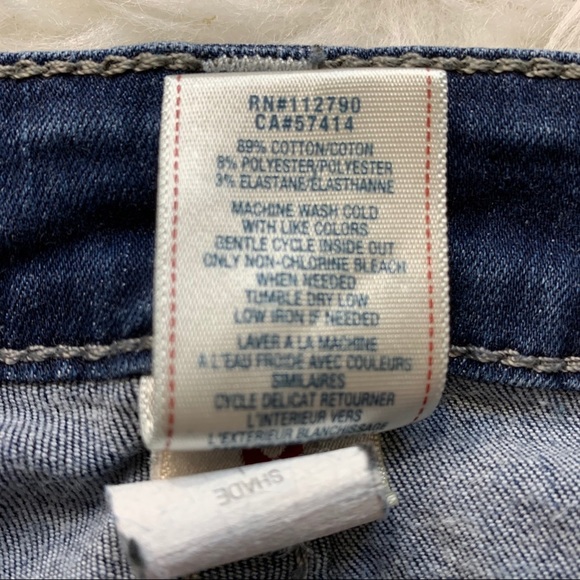 RN#112790
CA#57414
89% COTTON/COTON
8% POLYESTER/POLYESTER
3% ELASTANE/ELASTHANNE
MACHINE WASH COLD
WITH LIKE COLORS
GENTLE CYCLE INSIDE OUT
ONLY NON-CHLORINE BLEACH
WHEN NEEDED
TUMBLE DRY LOW
LOW IRON IF NEEDED
LAVER A LA MACHINE
A L'EAU FROIDE AVEC COULEURS
SIMILAIRES
CYCLE DELICAT RETOURNER
L'INTERIEUR VERS
L'EXTERIEUR BLANCHISSAGE
SHADE